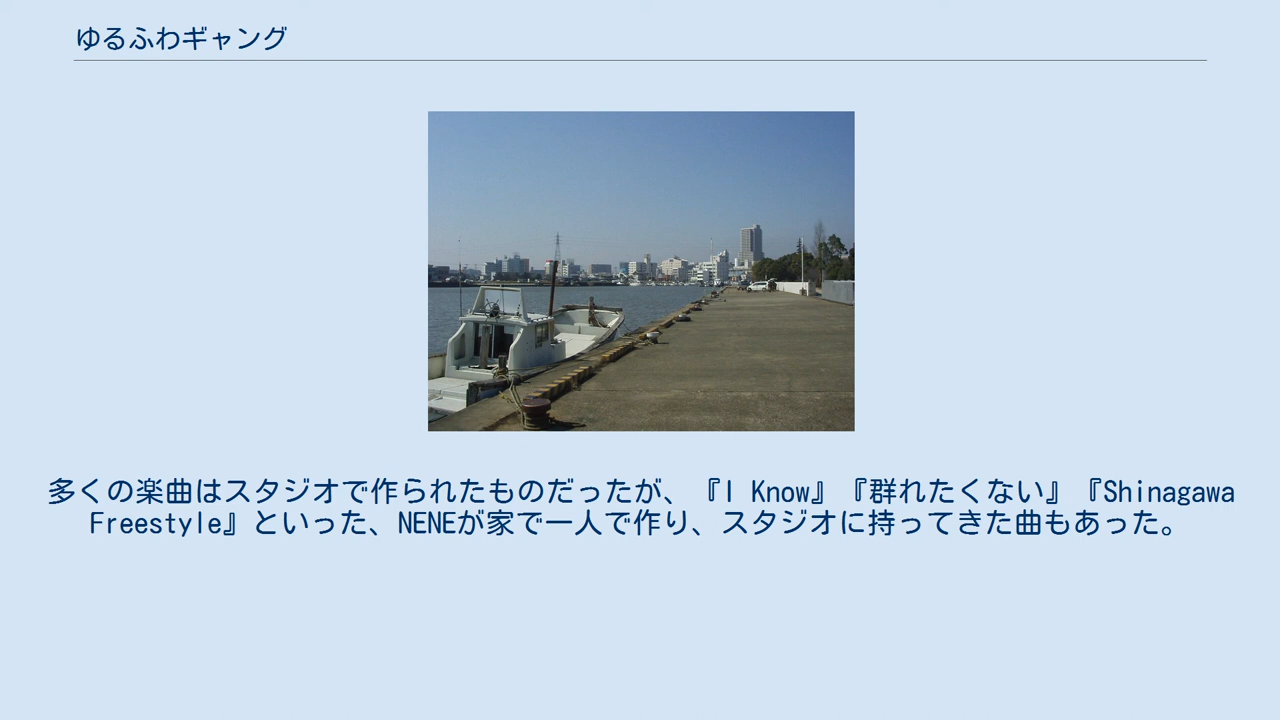 ゆるふわギャング
多くの楽曲はスタジオで作られたものだったが、『I Know』『群れたくない』『Shinagawa
Freestyle』といった、NENEが家で一人で作り、スタジオに持ってきた曲もあった。